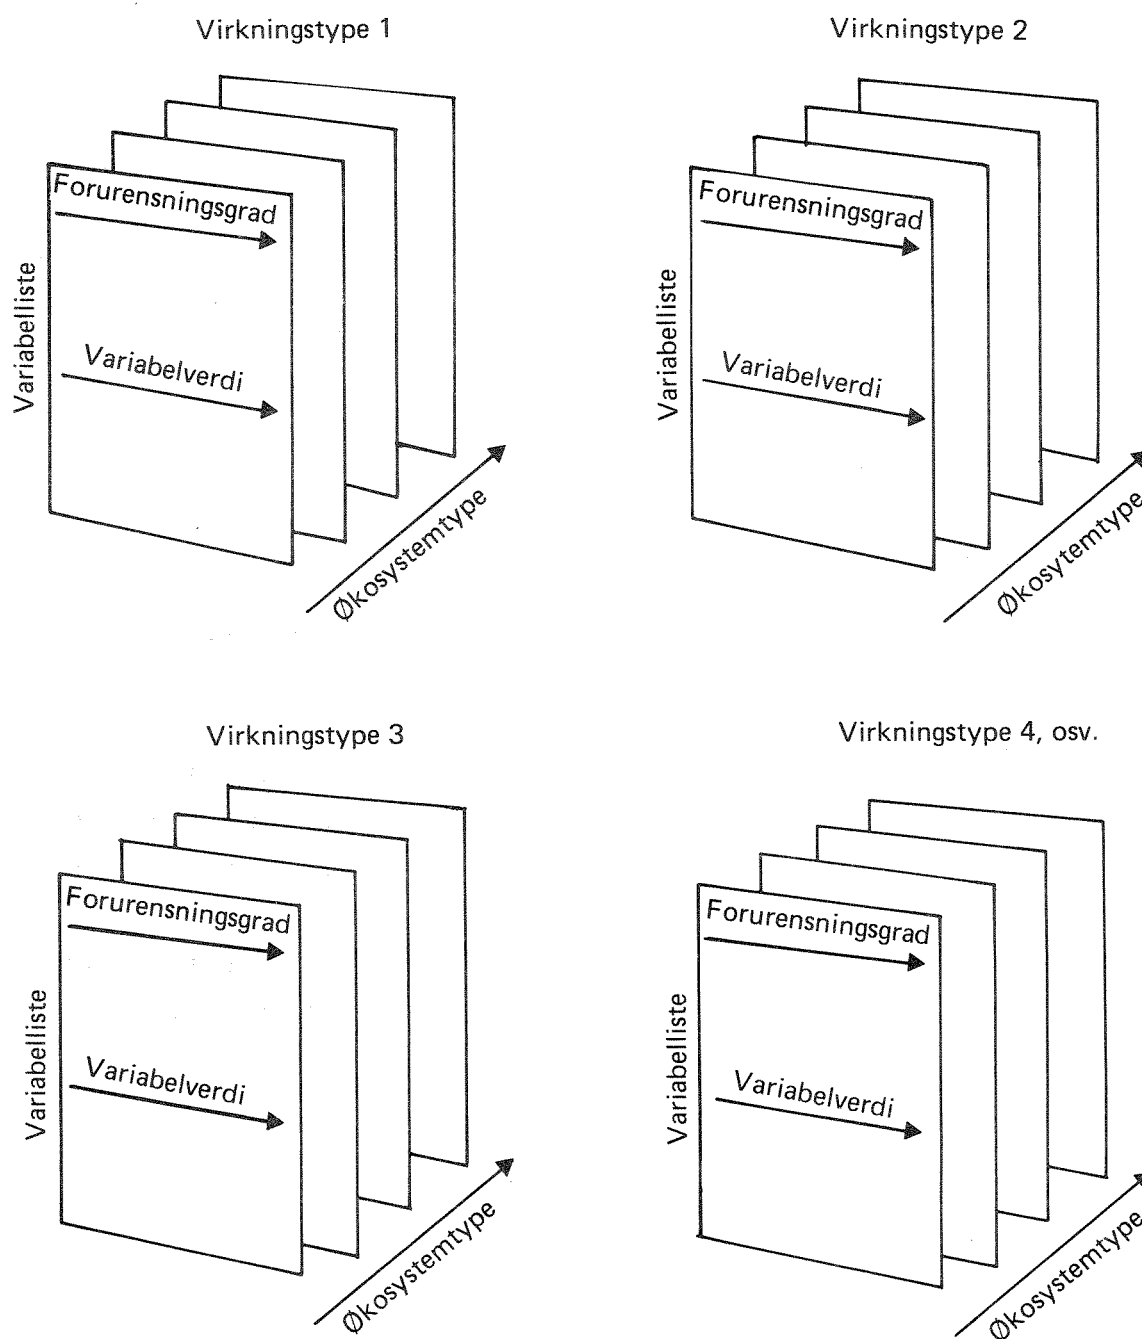 Virkningstype 1
Forurensningsgrad
Variabelverdi
Variabelliste
Økosystemtype
Virkningstype 2
Forurensningsgrad
Variabelverdi
Variabelliste
Økosytemtype
Virkningstype 3
Forurensningsgrad
Variabelverdi
Variabelliste
Økosystemtype
Virkningstype 4, osv.
Forurensningsgrad
Variabelverdi
Variabelliste
Økosystemtype